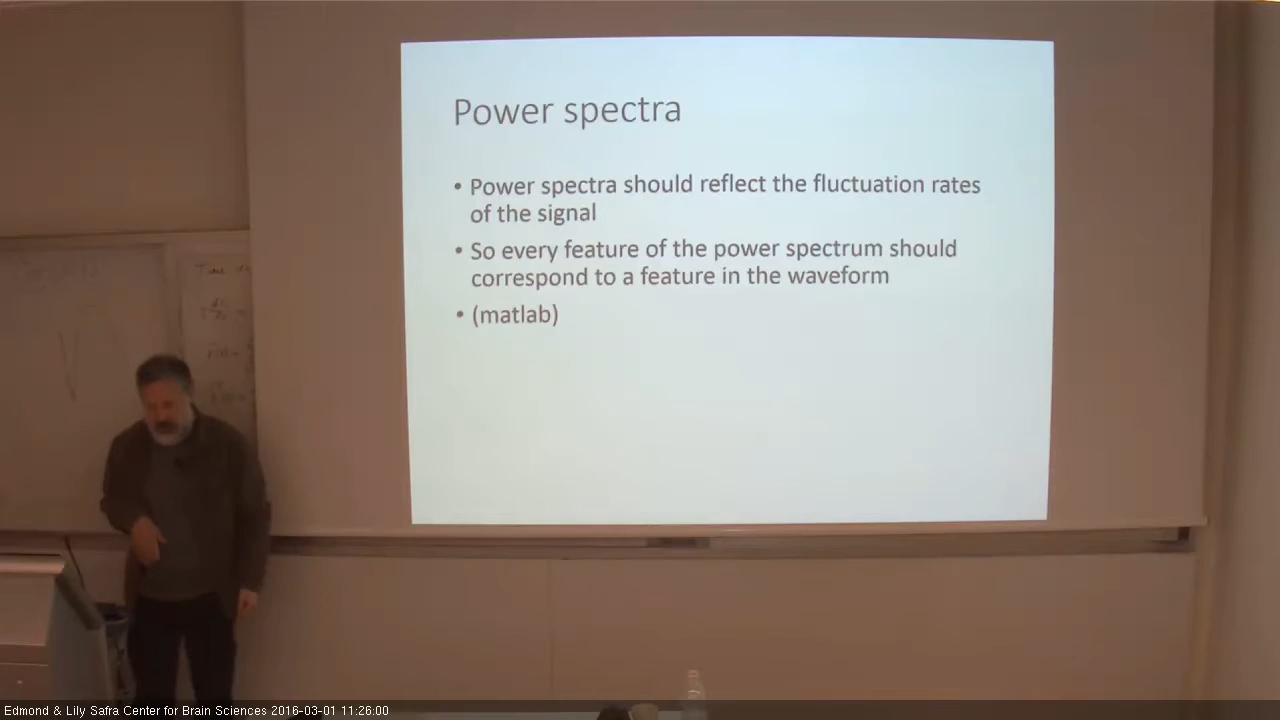 Power spectra
• Power spectra should reflect the fluctuation rates
of the signal
• So every feature of the power spectrum should
correspond to a feature in the waveform
• (matlab)
Time
Edmond & Lily Safra Center for Brain Sciences 2016-03-01 11:26:00